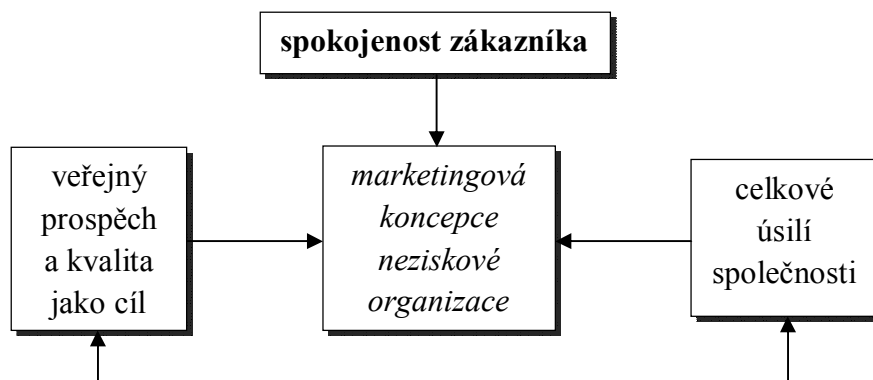 spokojenost zákazníka
veřejný
prospěch
a kvalita
jako cíl
marketingová
koncepce
neziskové
organizace
celkové
úsilí
společnosti